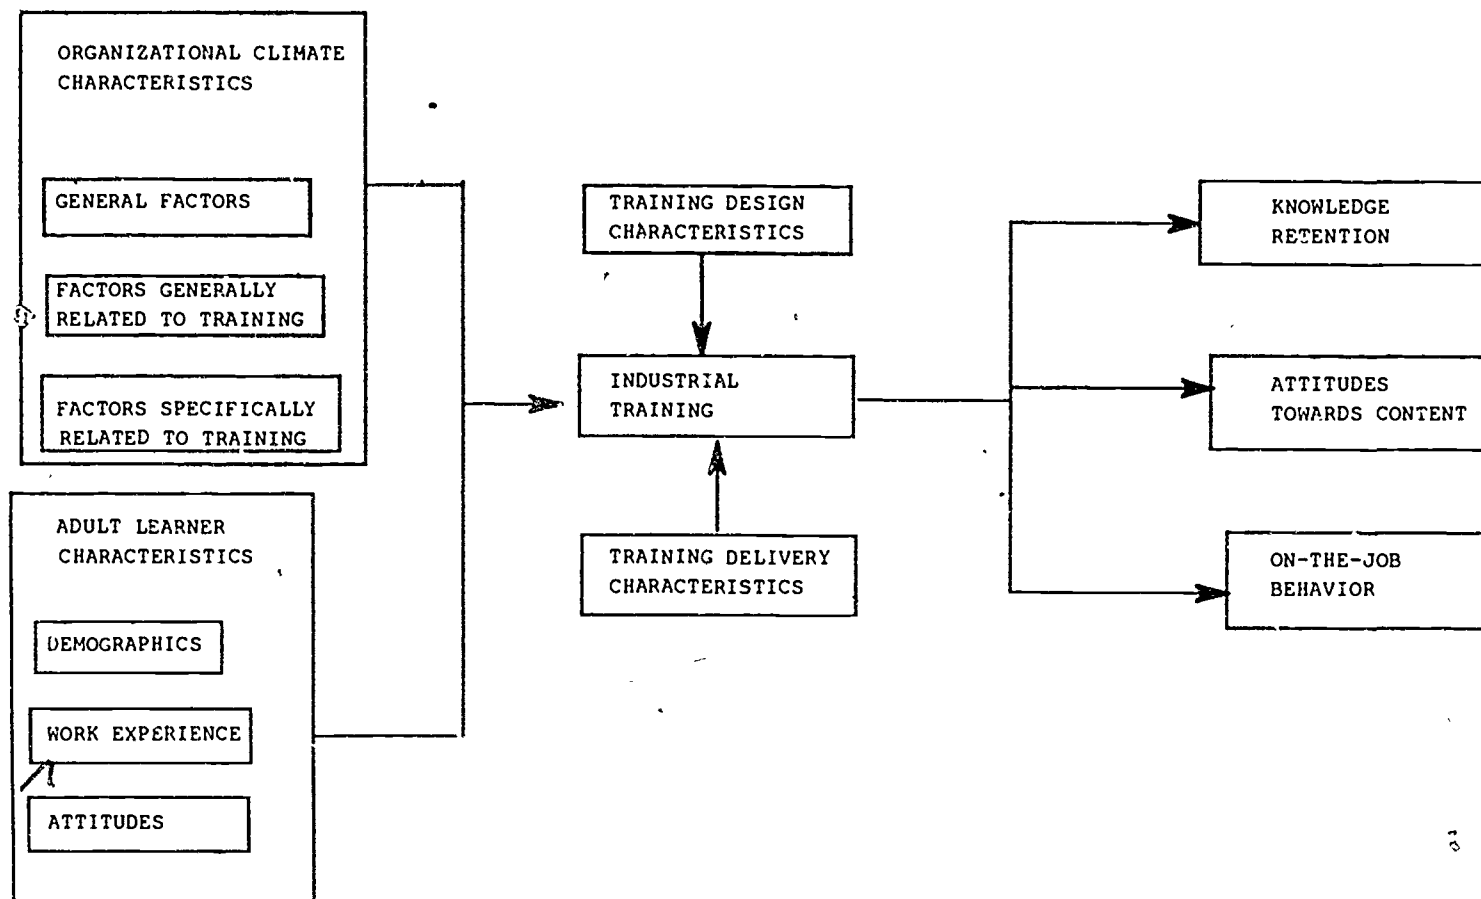 ORGANIZATIONAL CLIMATE
CHARACTERISTICS
GENERAL FACTORS
FACTORS GENERALLY
RELATED TO TRAINING
FACTORS SPECIFICALLY
RELATED TO TRAINING
ADULT LEARNER
CHARACTERISTICS
DEMOGRAPHICS
WORK EXPERIENCE
ATTITUDES
TRAINING DESIGN
CHARACTERISTICS
INDUSTRIAL
TRAINING
TRAINING DELIVERY
CHARACTERISTICS
KNOWLEDGE
RETENTION
ATTITUDES
TOWARDS CONTENT
ON-THE-JOB
BEHAVIOR